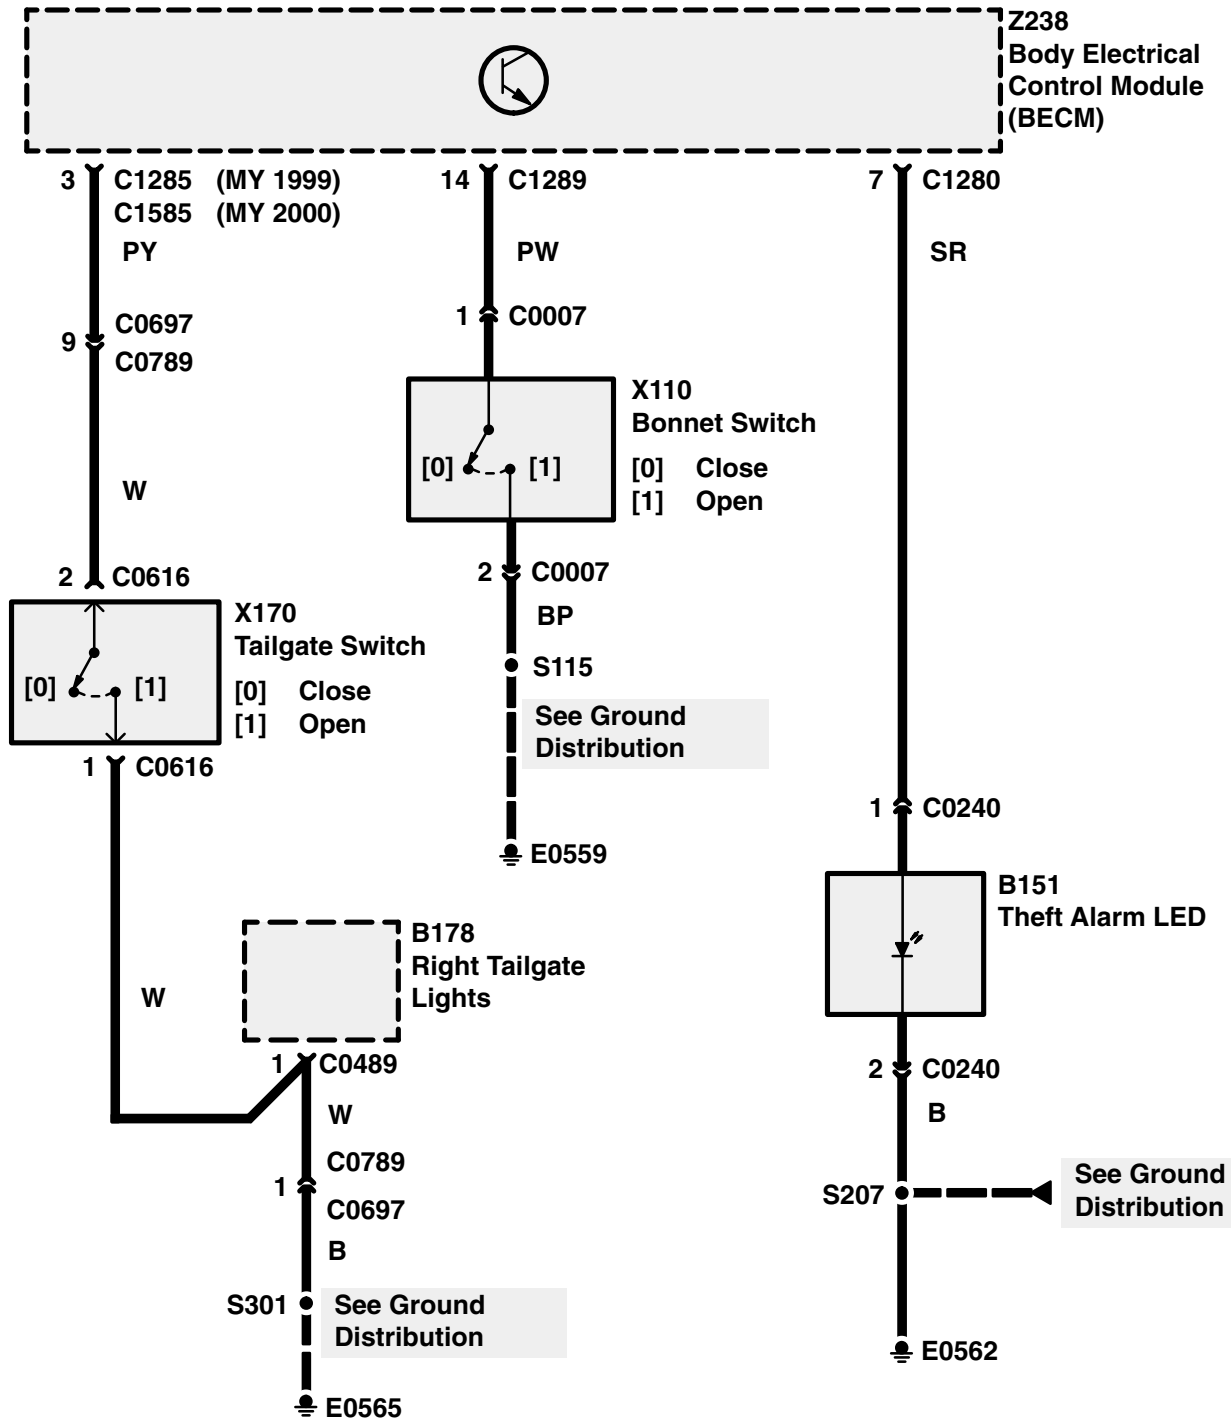 Z238
Body Electrical
Control Module
(BECM)
3 C1285 (MY 1999)
C1585 (MY 2000)
14 C1289
7 C1280
PY
PW
SR
1 C0007
C0697
9
C0789
X110
Bonnet Switch
[0] [1]
[0] Close
[1] Open
W
2 C0616
2 C0007
BP
X170
Tailgate Switch
[0] [1]
[0] Close
[1] Open
S115
See Ground
Distribution
1 C0616
1 C0240
E0559
B151
Theft Alarm LED
B178
Right Tailgate
Lights
W
1 C0489
2 C0240
W
B
C0789
1
C0697
S207
See Ground
Distribution
B
S301
See Ground
Distribution
E0562
E0565